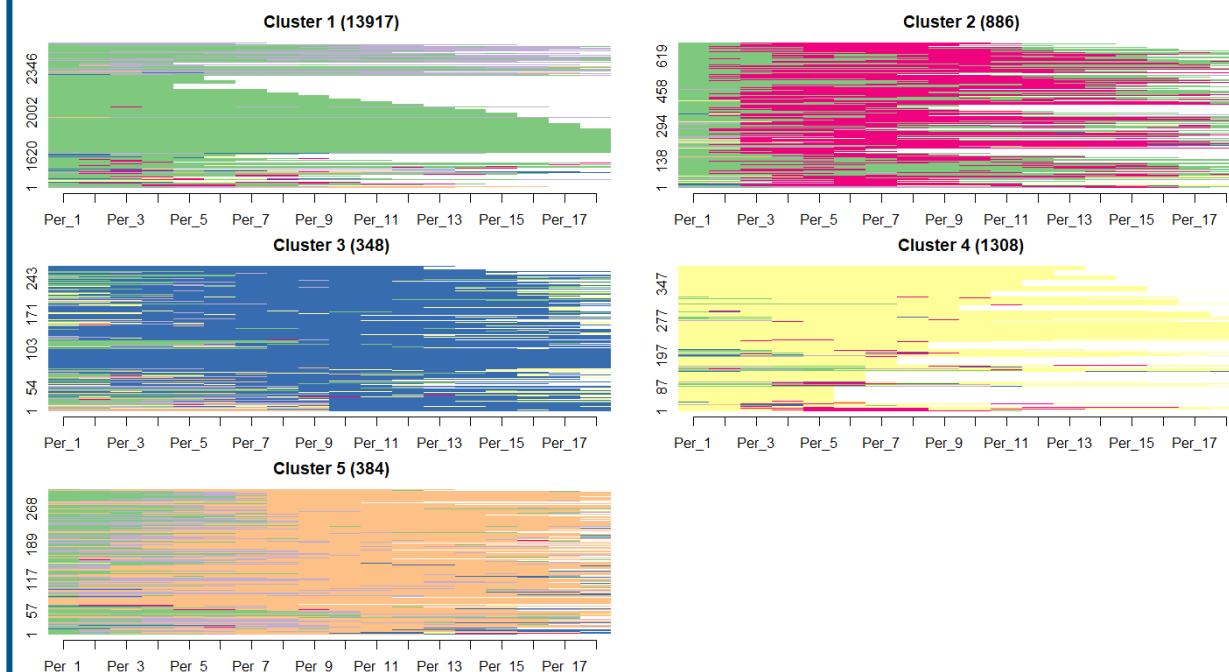 Cluster 1 (13917)
2346
2002
1620
1
Per_1 Per_3 Per_5 Per_7 Per_9 Per_11 Per_13 Per_15 Per_17
Cluster 2 (886)
619
458
294
138
1
Per_1 Per_3 Per_5 Per_7 Per_9 Per_11 Per_13 Per_15 Per_17
Cluster 3 (348)
243
171
103
54
1
Per_1 Per_3 Per_5 Per_7 Per_9 Per_11 Per_13 Per_15 Per_17
Cluster 4 (1308)
347
277
197
87
1
Per_1 Per_3 Per_5 Per_7 Per_9 Per_11 Per_13 Per_15 Per_17
Cluster 5 (384)
268
189
117
57
1
Per_1 Per_3 Per_5 Per_7 Per_9 Per_11 Per_13 Per_15 Per_17